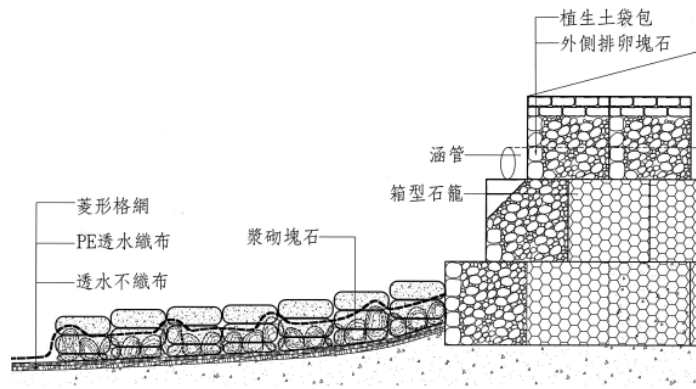 植生土袋包
外側排卵塊石
涵管
箱型石籠
菱形格網
PE透水織布
漿砌塊石
透水不織布